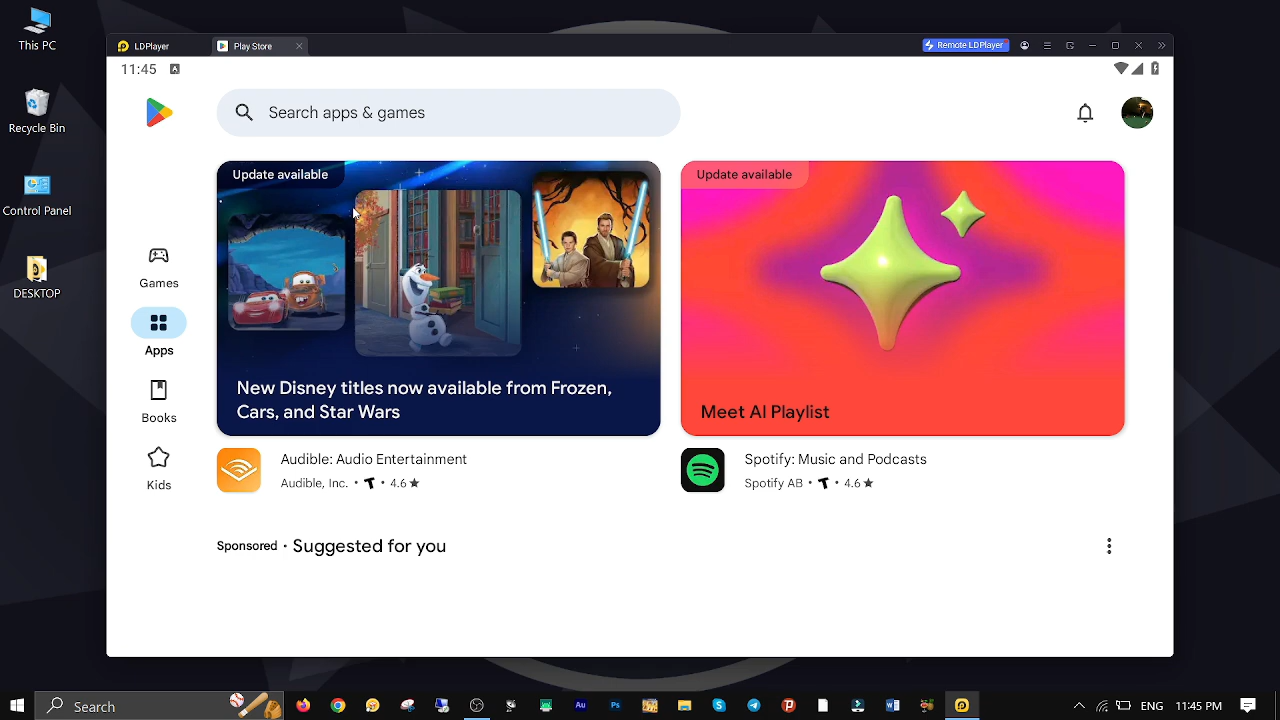 This PC
Recycle Bin
Control Panel
DESKTOP
LDPlayer
Play Store
Remote LDPlayer
11:45
A
Search apps & games
Games
Apps
Books
Kids
Update available
New Disney titles now available from Frozen,
Cars, and Star Wars
Audible: Audio Entertainment
Audible, Inc. • T • 4.6★
Update available
Meet AI Playlist
Spotify: Music and Podcasts
Spotify AB • T • 4.6★
Sponsored · Suggested for you
Search
Au
Ps
ENG
11:45 PM